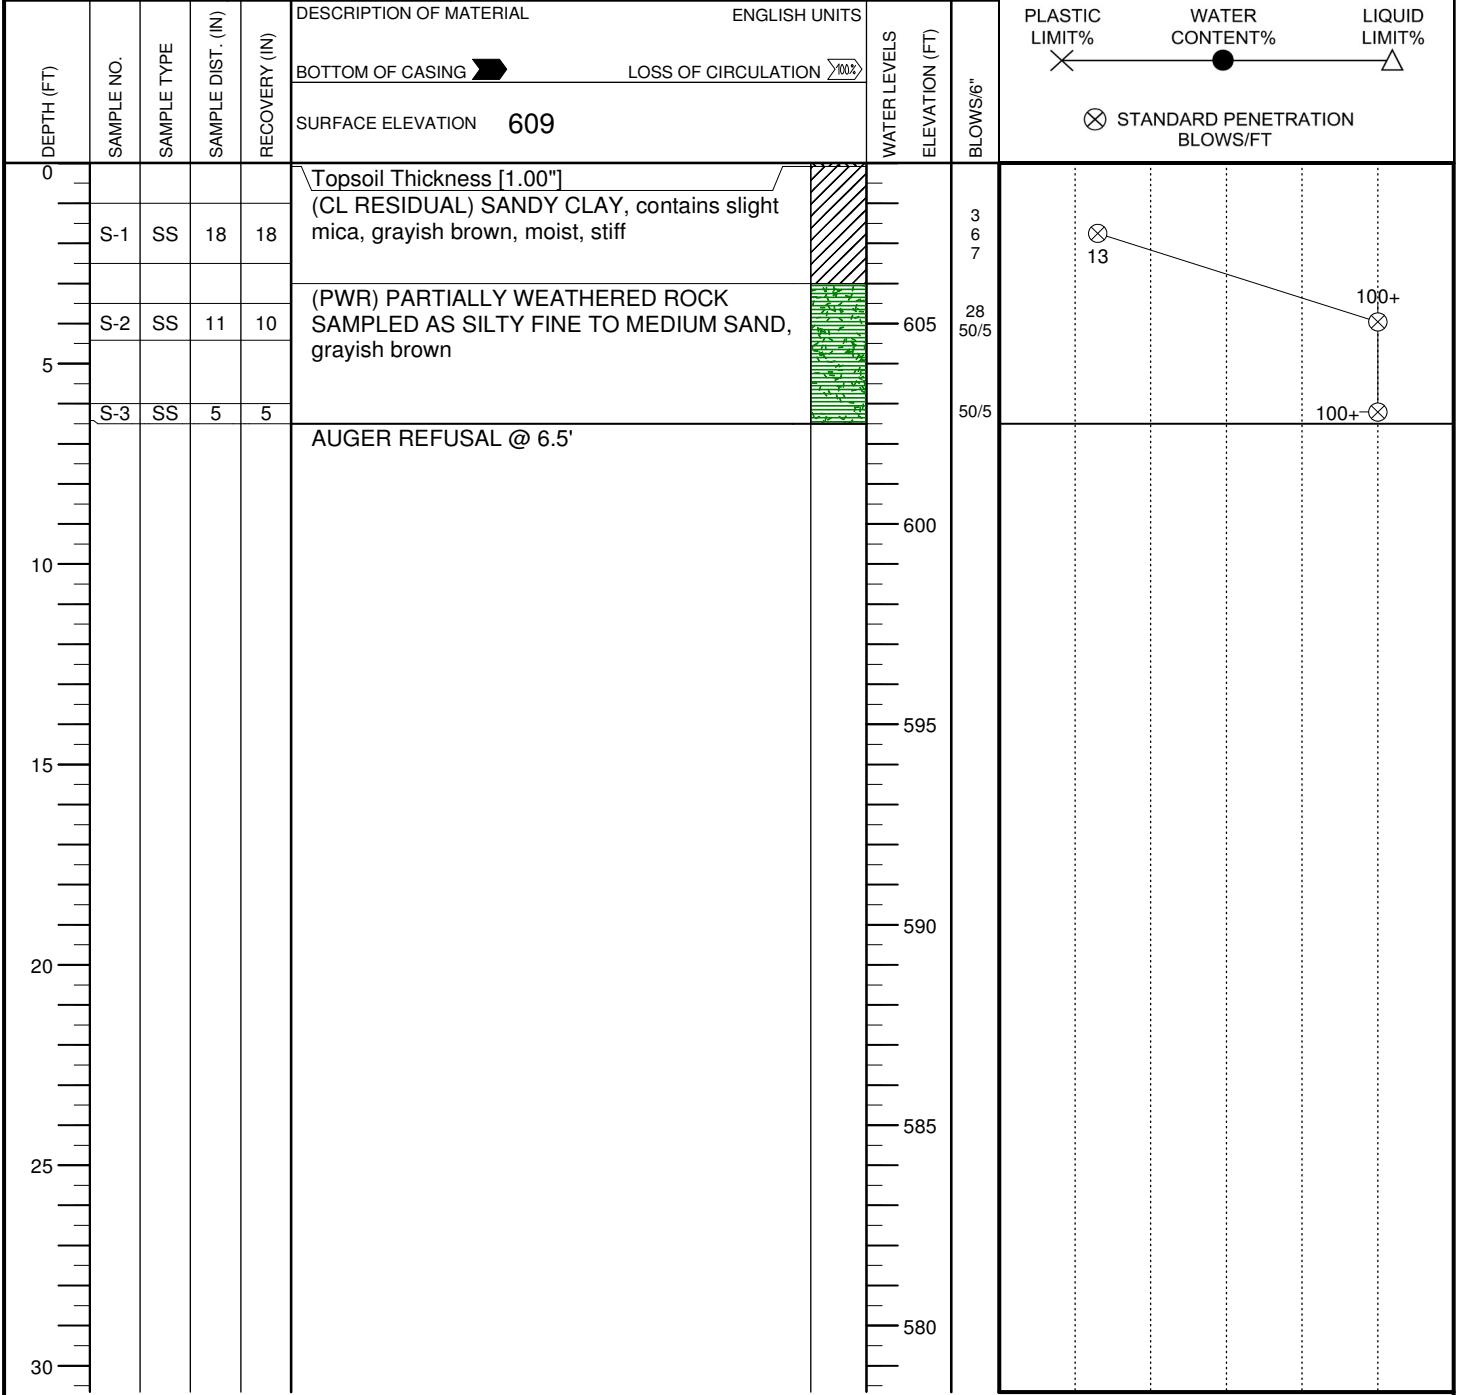 DEPTH (FT)
SAMPLE NO.
SAMPLE TYPE
SAMPLE DIST. (IN)
RECOVERY (IN)
DESCRIPTION OF MATERIAL
ENGLISH UNITS
BOTTOM OF CASING
LOSS OF CIRCULATION
100%
SURFACE ELEVATION 609
WATER LEVELS
ELEVATION (FT)
BLOWS/6"
PLASTIC LIMIT%
WATER CONTENT%
LIQUID LIMIT%
STANDARD PENETRATION
BLOWS/FT
0
Topsoil Thickness [1.00"]
(CL RESIDUAL) SANDY CLAY, contains slight
mica, grayish brown, moist, stiff
S-1 SS 18 18
3
6
7
13
(PWR) PARTIALLY WEATHERED ROCK
SAMPLED AS SILTY FINE TO MEDIUM SAND,
grayish brown
S-2 SS 11 10
605
28
50/5
100+
5
S-3 SS 5 5
50/5
100+
AUGER REFUSAL @ 6.5'
600
10
595
15
590
20
585
25
580
30